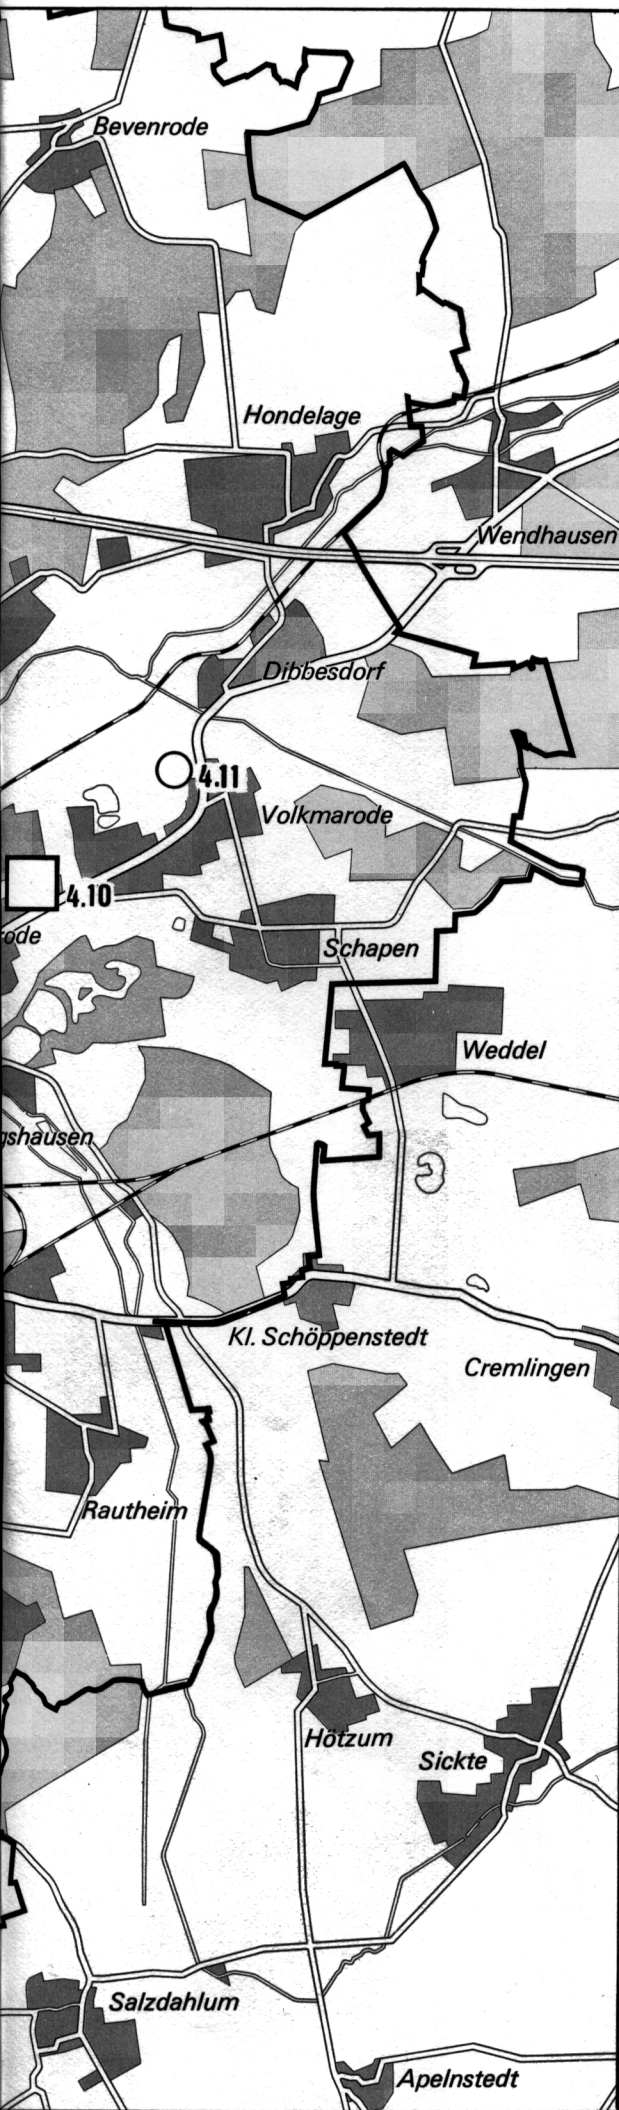 Bevenrode
Hondelage
Wendhausen
Dibbesdorf
4.11
Volkmarode
4.10
rode
Schapen
Weddel
gshausen
Kl. Schöppenstedt
Cremlingen
Rautheim
Hötzum
Sickte
Salzdahlum
Apelnstedt